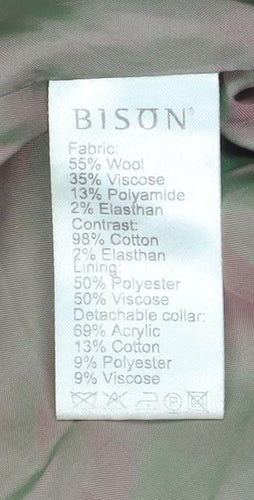 BISON®
Fabric:
55% Wool
35% Viscose
13% Polyamide
2% Elasthan
Contrast:
98% Cotton
2% Elasthan
Lining:
50% Polyester
50% Viscose
Detachable collar:
69% Acrylic
13% Cotton
9% Polyester
9% Viscose
P